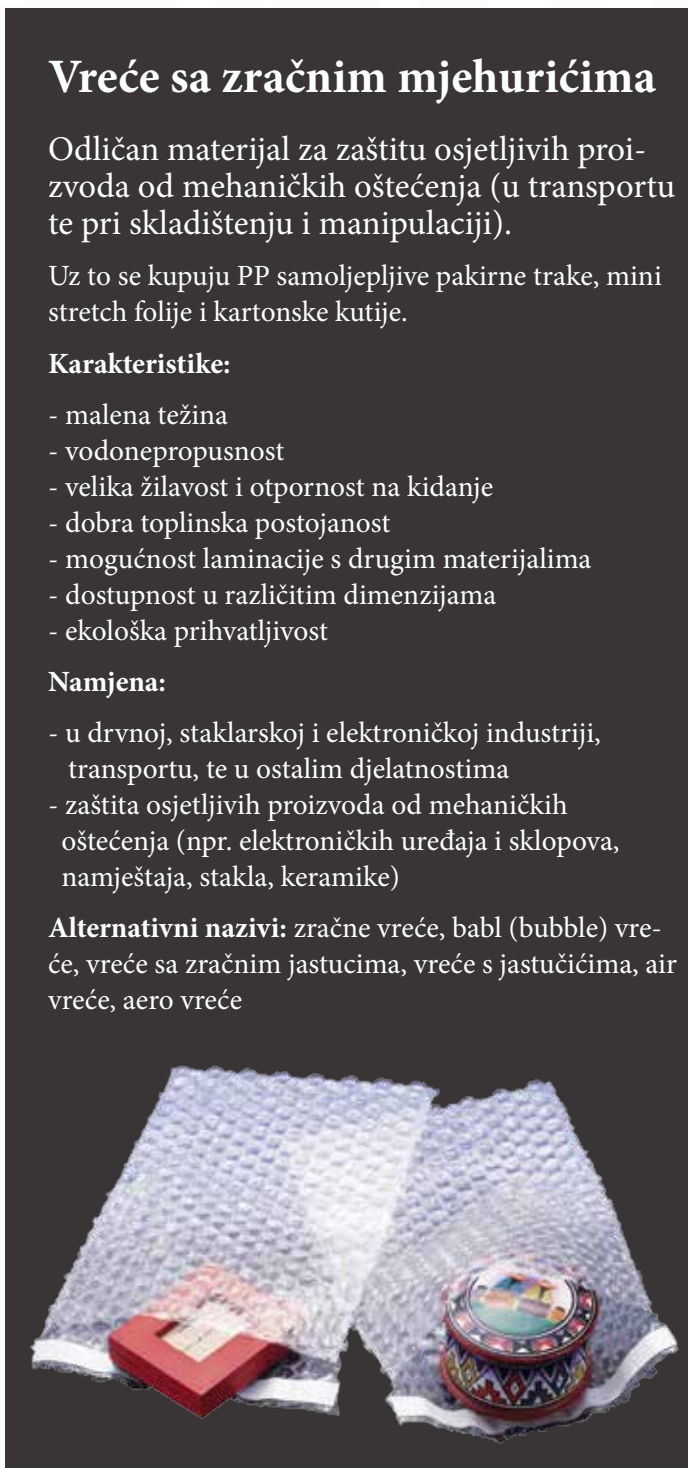 Vreće sa zračnim mjehurićima
Odličan materijal za zaštitu osjetljivih proi-
zvoda od mehaničkih oštećenja (u transportu
te pri skladištenju i manipulaciji).
Uz to se kupuju PP samoljepljive pakirne trake, mini
stretch folije i kartonske kutije.
Karakteristike:
- malena težina
- vodonepropusnost
- velika žilavost i otpornost na kidanje
- dobra toplinska postojanost
- mogućnost laminacije s drugim materijalima
- dostupnost u različitim dimenzijama
- ekološka prihvatljivost
Namjena:
- u drvnoj, staklarskoj i elektroničkoj industriji,
transportu, te u ostalim djelatnostima
- zaštita osjetljivih proizvoda od mehaničkih
oštećenja (npr. elektroničkih uređaja i sklopova,
namještaja, stakla, keramike)
Alternativni nazivi: zračne vreće, babl (bubble) vre-
će, vreće sa zračnim jastucima, vreće s jastučićima, air
vreće, aero vreće